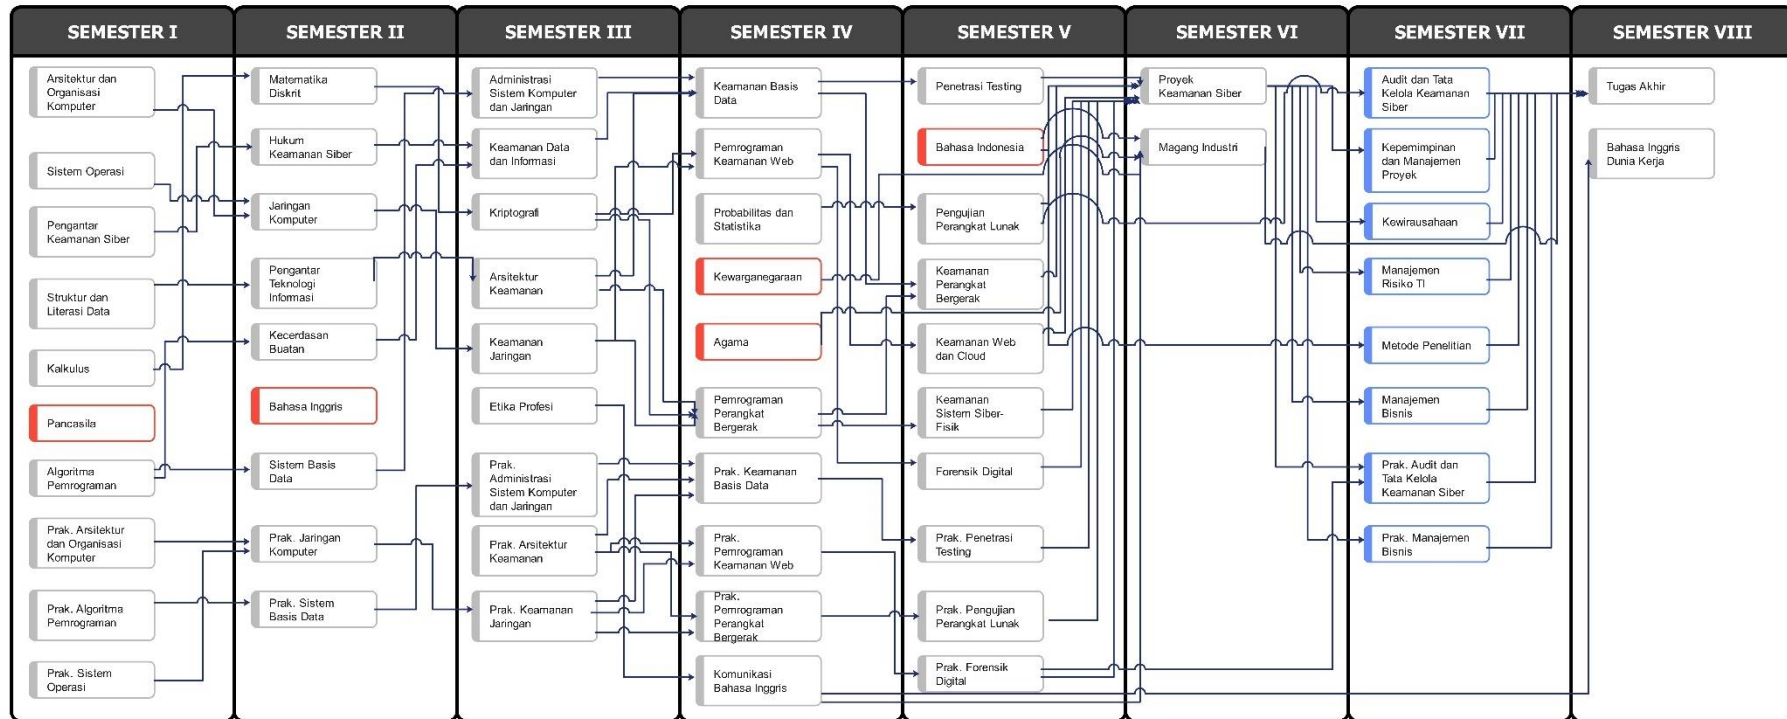 SEMESTER I
Arsitektur dan
Organisasi
Komputer
Sistem Operasi
Pengantar
Keamanan Siber
Struktur dan
Literasi Data
Kalkulus
Pancasila
Algoritma
Pemrograman
Prak. Arsitektur
dan Organisasi
Komputer
Prak. Algoritma
Pemrograman
Prak. Sistem
Operasi
SEMESTER II
Matematika
Diskrit
Hukum
Keamanan Siber
Jaringan
Komputer
Pengantar
Teknologi
Informasi
Kecerdasan
Buatan
Bahasa Inggris
Sistem Basis
Data
Prak. Jaringan
Komputer
Prak. Sistem
Basis Data
SEMESTER III
Administrasi
Sistem Komputer
dan Jaringan
Keamanan Data
dan Informasi
Kriptografi
Arsitektur
Keamanan
Keamanan
Jaringan
Etika Profesi
Prak.
Administrasi
Sistem Komputer
dan Jaringan
Prak. Arsitektur
Keamanan
Prak. Keamanan
Jaringan
SEMESTER IV
Keamanan Basis
Data
Pemrograman
Keamanan Web
Probabilitas dan
Statistika
Kewarganegaraan
Agama
Pemrograman
Perangkat
Bergerak
Prak. Keamanan
Basis Data
Prak.
Pemrograman
Keamanan Web
Prak.
Pemrograman
Perangkat
Bergerak
Komunikasi
Bahasa Inggris
SEMESTER V
Penetrasi Testing
Bahasa Indonesia
Pengujian
Perangkat Lunak
Keamanan
Perangkat
Bergerak
Keamanan Web
dan Cloud
Keamanan
Sistem Siber-
Fisik
Forensik Digital
Prak. Penetrasi
Testing
Prak. Pengujian
Perangkat Lunak
Prak. Forensik
Digital
SEMESTER VI
Proyek
Keamanan Siber
Magang Industri
SEMESTER VII
Audit dan Tata
Kelola Keamanan
Siber
Kepemimpinan
dan Manajemen
Proyek
Kewirausahaan
Manajemen
Risiko TI
Metode Penelitian
Manajemen
Bisnis
Prak. Audit dan
Tata Kelola
Keamanan Siber
Prak. Manajemen
Bisnis
SEMESTER VIII
Tugas Akhir
Bahasa Inggris
Dunia Kerja